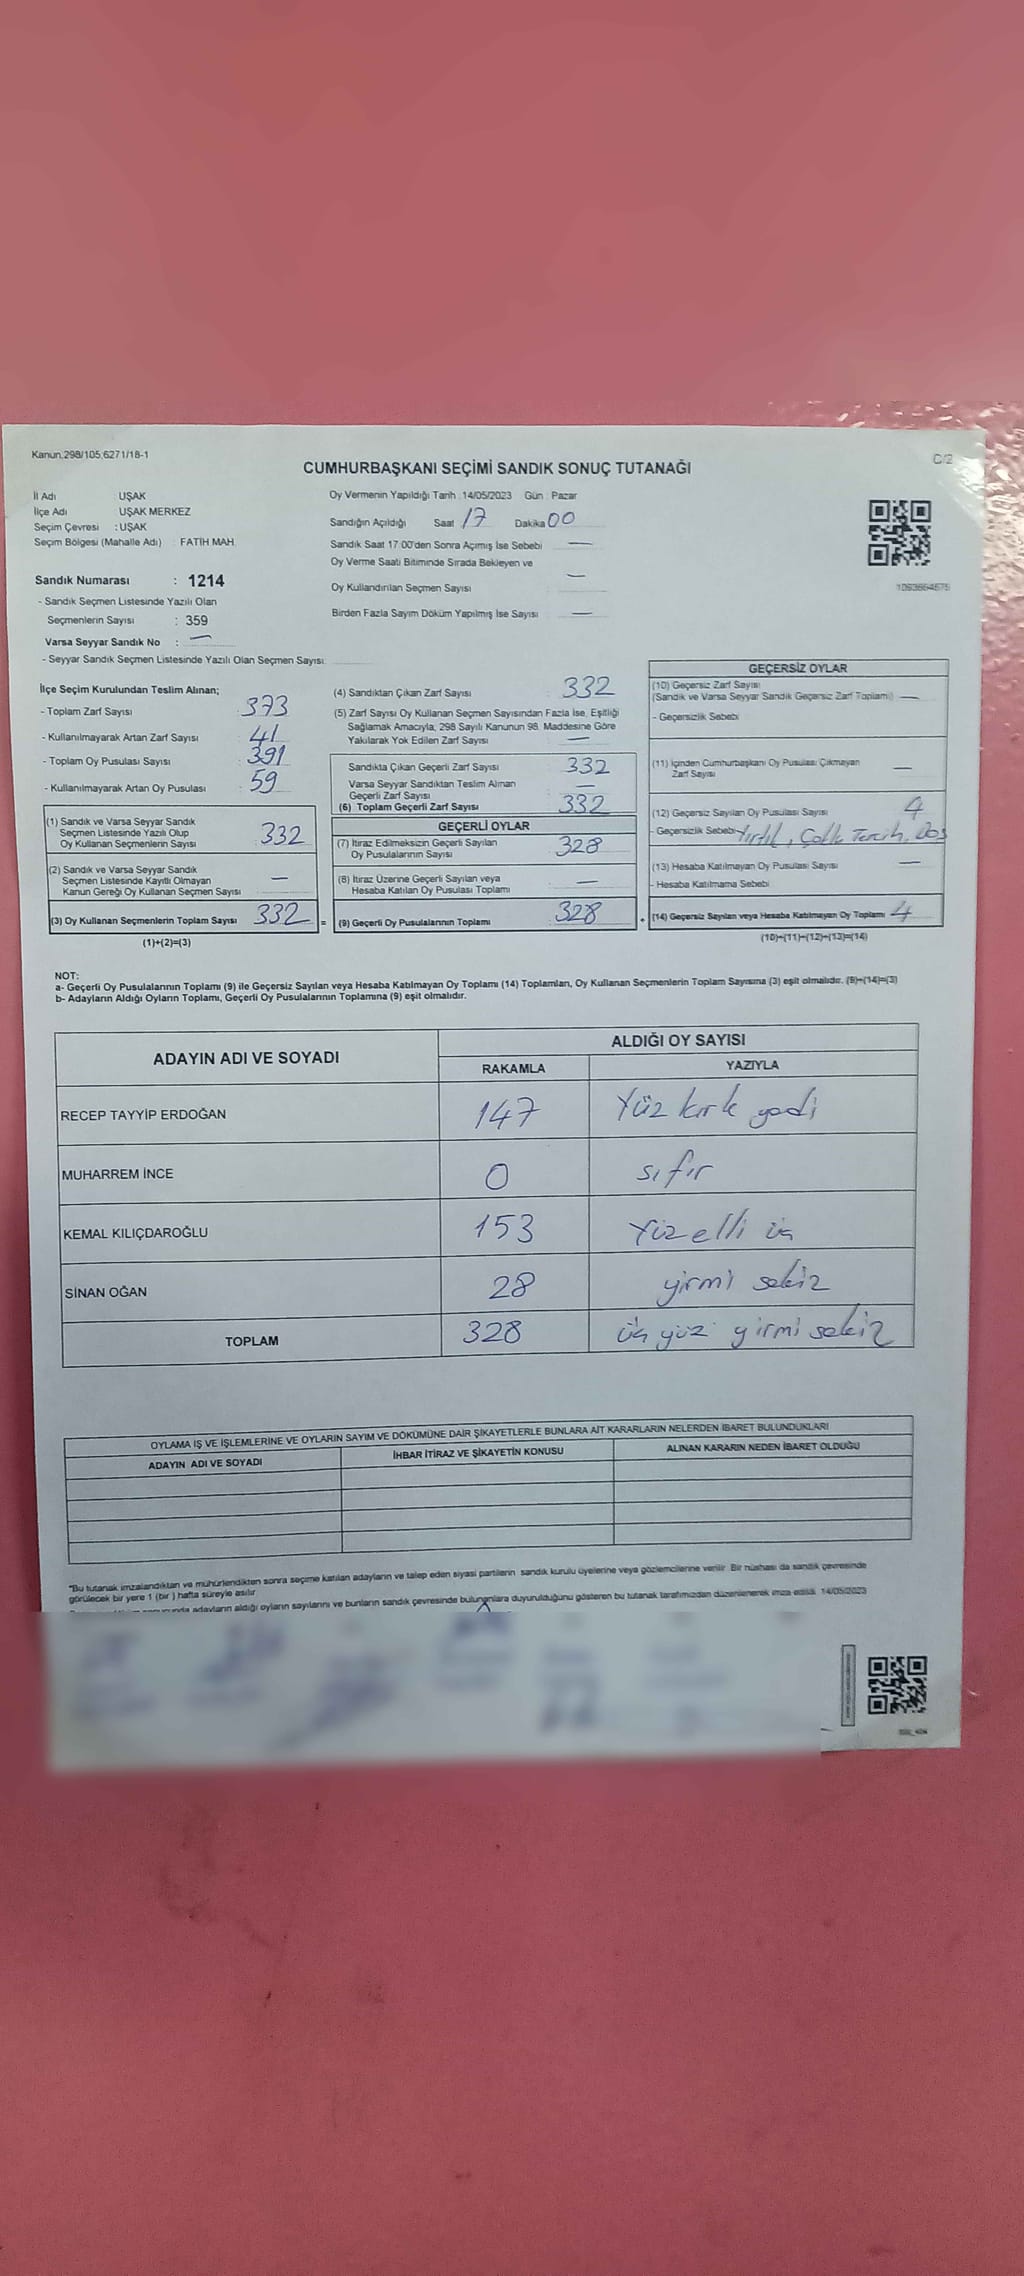 Kanun,298/105;6271/18-1
C/2
CUMHURBAŞKANI SEÇİMİ SANDIK SONUÇ TUTANAĞI
İl Adı : UŞAK
İlçe Adı : UŞAK MERKEZ
Seçim Çevresi : UŞAK
Seçim Bölgesi (Mahalle Adı) : FATİH MAH.
Sandık Numarası : 1214
- Sandık Seçmen Listesinde Yazılı Olan
Seçmenlerin Sayısı : 359
Varsa Seyyar Sandık No : —
- Seyyar Sandık Seçmen Listesinde Yazılı Olan Seçmen Sayısı:
Oy Vermenin Yapıldığı Tarih : 14/05/2023 Gün : Pazar
Sandığın Açıldığı Saat 17 Dakika 00
Sandık Saat 17:00'den Sonra Açımış İse Sebebi —
Oy Verme Saati Bitiminde Sırada Bekleyen ve
Oy Kullandırılan Seçmen Sayısı —
Birden Fazla Sayım Döküm Yapılmış İse Sayısı —
1093664675
İlçe Seçim Kurulundan Teslim Alınan;
- Toplam Zarf Sayısı : 373
- Kullanılmayarak Artan Zarf Sayısı : 41
- Toplam Oy Pusulası Sayısı : 391
- Kullanılmayarak Artan Oy Pusulası : 59
(1) Sandık ve Varsa Seyyar Sandık
Seçmen Listesinde Yazılı Olup
Oy Kullanan Seçmenlerin Sayısı : 332
(2) Sandık ve Varsa Seyyar Sandık
Seçmen Listesinde Kayıtlı Olmayan
Kanun Gereği Oy Kullanan Seçmen Sayısı —
(3) Oy Kullanan Seçmenlerin Toplam Sayısı 332 =
(1)+(2)=(3)
(4) Sandıktan Çıkan Zarf Sayısı : 332
(5) Zarf Sayısı Oy Kullanan Seçmen Sayısından Fazla İse, Eşitliği
Sağlamak Amacıyla, 298 Sayılı Kanunun 98. Maddesine Göre
Yakılarak Yok Edilen Zarf Sayısı —
Sandıkta Çıkan Geçerli Zarf Sayısı : 332
Varsa Seyyar Sandıktan Teslim Alınan
Geçerli Zarf Sayısı —
(6) Toplam Geçerli Zarf Sayısı 332
GEÇERLİ OYLAR
(7) İtiraz Edilmeksizin Geçerli Sayılan
Oy Pusulalarının Sayısı : 328
(8) İtiraz Üzerine Geçerli Sayılan veya
Hesaba Katılan Oy Pusulası Toplamı —
(9) Geçerli Oy Pusulalarının Toplamı 328 +
GEÇERSİZ OYLAR
(10) Geçersiz Zarf Sayısı
(Sandık ve Varsa Seyyar Sandık Geçersiz Zarf Toplamı) —
- Geçersizlik Sebebi
(11) İçinden Cumhurbaşkanı Oy Pusulası Çıkmayan
Zarf Sayısı —
(12) Geçersiz Sayılan Oy Pusulası Sayısı 4
- Geçersizlik Sebebi Yırtık, Çoklu Tercih, Boş
(13) Hesaba Katılmayan Oy Pusulası Sayısı —
- Hesaba Katılmama Sebebi
(14) Geçersiz Sayılan veya Hesaba Katılmayan Oy Toplamı 4
(10)+(11)+(12)+(13)=(14)
NOT:
a- Geçerli Oy Pusulalarının Toplamı (9) ile Geçersiz Sayılan veya Hesaba Katılmayan Oy Toplamı (14) Toplamları, Oy Kullanan Seçmenlerin Toplam Sayısına (3) eşit olmalıdır. (9)+(14)=(3)
b- Adayların Aldığı Oyların Toplamı, Geçerli Oy Pusulalarının Toplamına (9) eşit olmalıdır.
ADAYIN ADI VE SOYADI
ALDIĞI OY SAYISI
RAKAMLA YAZIYLA
RECEP TAYYİP ERDOĞAN 147 Yüz kırk yedi
MUHARREM İNCE 0 sıfır
KEMAL KILIÇDAROĞLU 153 Yüz elli üç
SİNAN OĞAN 28 yirmi sekiz
TOPLAM 328 üç yüz yirmi sekiz
OYLAMA İŞ VE İŞLEMLERİNE VE OYLARIN SAYIM VE DÖKÜMÜNE DAİR ŞİKAYETLERLE BUNLARA AİT KARARLARIN NELERDEN İBARET BULUNDUKLARI
ADAYIN ADI VE SOYADI İHBAR İTİRAZ VE ŞİKAYETİN KONUSU ALINAN KARARIN NEDEN İBARET OLDUĞU
*Bu tutanak imzalandıktan ve mühürlendikten sonra seçime katılan adayların ve talep eden siyasi partilerin sandık kurulu üyelerine veya gözlemcilerine verilir. Bir nüshası da sandık çevresinde
görülecek bir yere 1 (bir) hafta süreyle asılır.
adayların aldığı oyların sayılarını ve bunların sandık çevresinde bulunanlara duyurulduğunu gösteren bu tutanak tarafımızdan düzenlenerek imza edildi. 14/05/2023